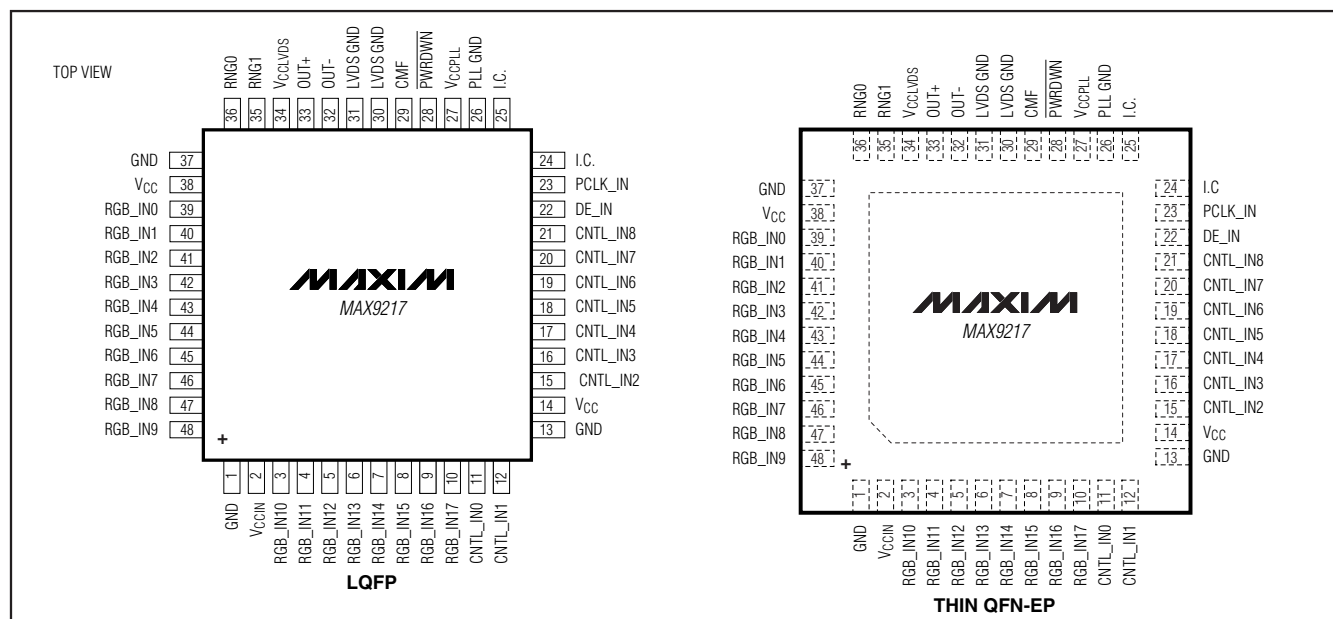 TOP VIEW
RNG0
RNG1
VCCLVDS
OUT+
OUT-
LVDS GND
LVDS GND
CMF
PWRDWN
VCCPLL
PLL GND
I.C.
36
35
34
33
32
31
30
29
28
27
26
25
GND 37
VCC 38
RGB_IN0 39
RGB_IN1 40
RGB_IN2 41
RGB_IN3 42
RGB_IN4 43
RGB_IN5 44
RGB_IN6 45
RGB_IN7 46
RGB_IN8 47
RGB_IN9 48
+
MAXIM
MAX9217
24 I.C.
23 PCLK_IN
22 DE_IN
21 CNTL_IN8
20 CNTL_IN7
19 CNTL_IN6
18 CNTL_IN5
17 CNTL_IN4
16 CNTL_IN3
15 CNTL_IN2
14 VCC
13 GND
1
2
3
4
5
6
7
8
9
10
11
12
GND
VCCIN
RGB_IN10
RGB_IN11
RGB_IN12
RGB_IN13
RGB_IN14
RGB_IN15
RGB_IN16
RGB_IN17
CNTL_IN0
CNTL_IN1
LQFP
RNG0
RNG1
VCCLVDS
OUT+
OUT-
LVDS GND
LVDS GND
CMF
PWRDWN
VCCPLL
PLL GND
I.C.
36
35
34
33
32
31
30
29
28
27
26
25
GND 37
VCC 38
RGB_IN0 39
RGB_IN1 40
RGB_IN2 41
RGB_IN3 42
RGB_IN4 43
RGB_IN5 44
RGB_IN6 45
RGB_IN7 46
RGB_IN8 47
RGB_IN9 48
+
MAXIM
MAX9217
24 I.C
23 PCLK_IN
22 DE_IN
21 CNTL_IN8
20 CNTL_IN7
19 CNTL_IN6
18 CNTL_IN5
17 CNTL_IN4
16 CNTL_IN3
15 CNTL_IN2
14 VCC
13 GND
1
2
3
4
5
6
7
8
9
10
11
12
GND
VCCIN
RGB_IN10
RGB_IN11
RGB_IN12
RGB_IN13
RGB_IN14
RGB_IN15
RGB_IN16
RGB_IN17
CNTL_IN0
CNTL_IN1
THIN QFN-EP